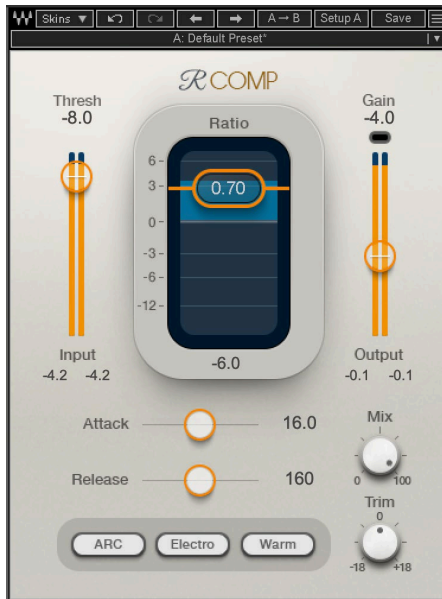 Skins ▼ A→B Setup A Save
A: Default Preset*
R COMP
Thresh
-8.0
Gain
-4.0
Ratio
6
3
0
-3
-6
-12
0.70
-6.0
Input
-4.2 -4.2
Output
-0.1 -0.1
Attack 16.0
Release 160
Mix
0 100
Trim
0
-18 +18
ARC Electro Warm